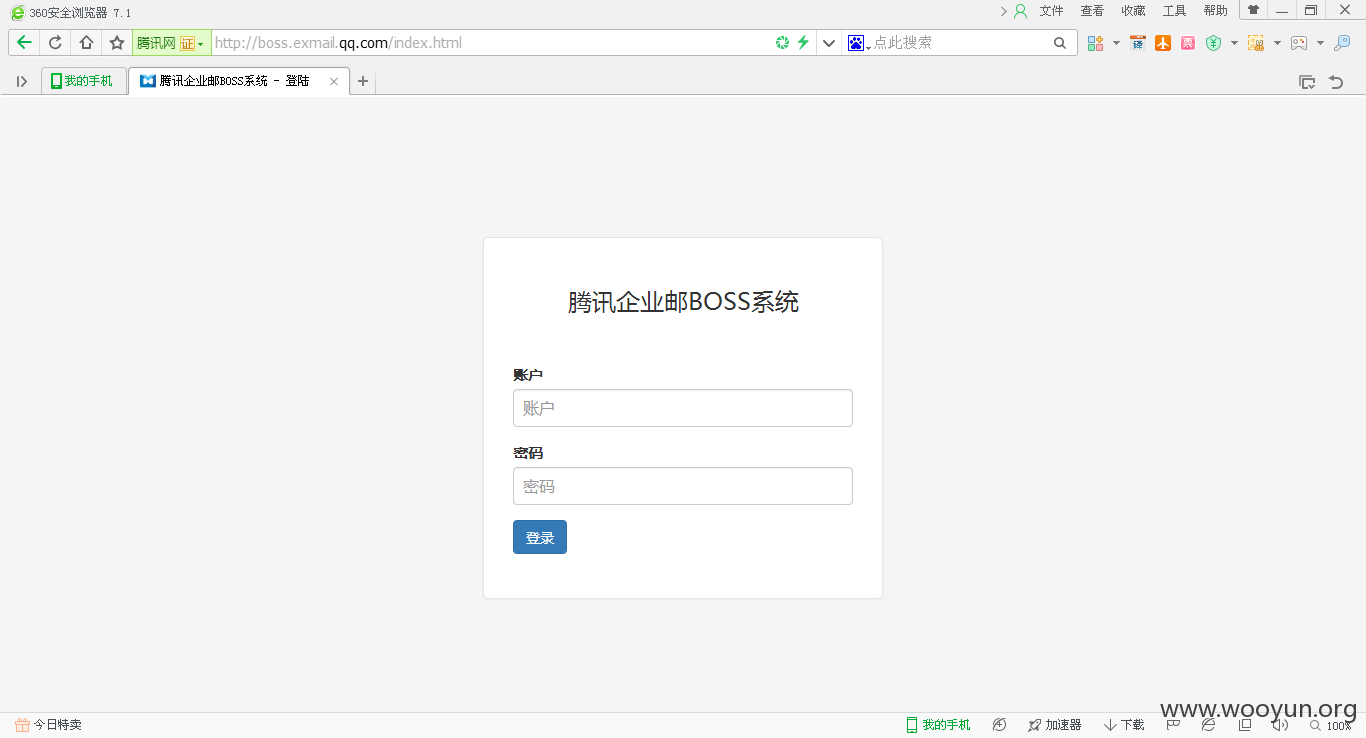 360安全浏览器 7.1
文件 查看 收藏 工具 帮助
腾讯网 证 http://boss.exmail.qq.com/index.html
点此搜索
译 票
我的手机
腾讯企业邮BOSS系统 - 登陆
腾讯企业邮BOSS系统
账户
账户
密码
密码
登录
今日特卖
我的手机 加速器 下载 100%
www.wooyun.org